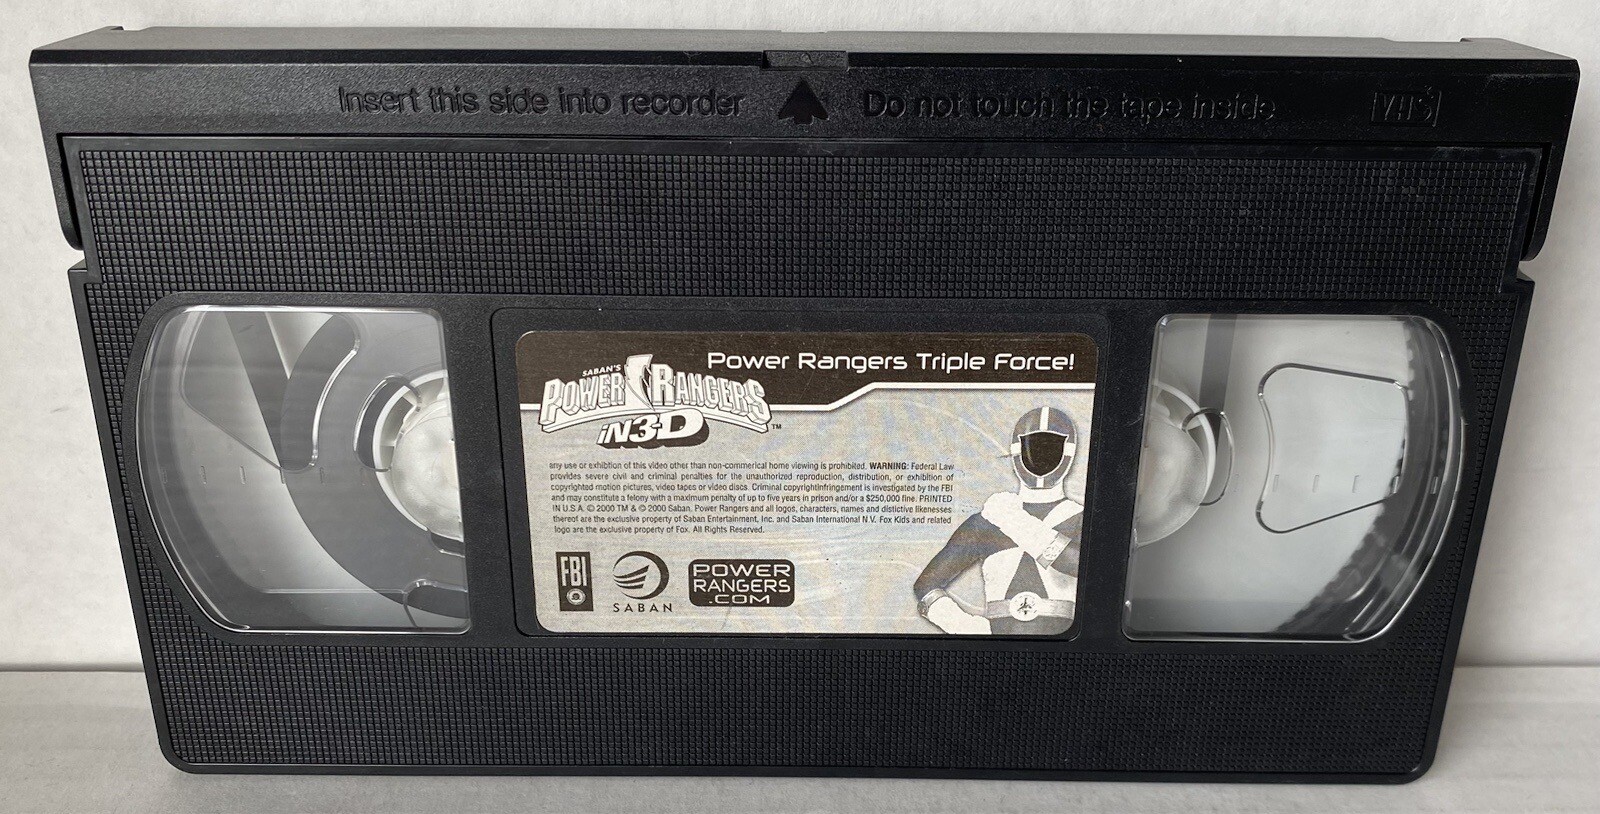 Insert this side into recorder Do not touch the tape inside VHS
Power Rangers Triple Force!
SABAN'S
POWER RANGERS
IN 3-D ™
any use or exhibition of this video other than non-commerical home viewing is prohibited. WARNING: Federal Law
provides severe civil and criminal penalties for the unauthorized reproduction, distribution, or exhibition of
copyrighted motion pictures, video tapes or video discs. Criminal copyrightinfringement is investigated by the FBI
and may constitute a felony with a maximum penalty of up to five years in prison and/or a $250,000 fine. PRINTED
IN U.S.A. © 2000 TM & © 2000 Saban. Power Rangers and all logos, characters, names and distictive likenesses
thereof are the exclusive property of Saban Entertainment, Inc. and Saban International N.V. Fox Kids and related
logo are the exclusive property of Fox. All Rights Reserved.
FBI
SABAN
POWER
RANGERS
.COM